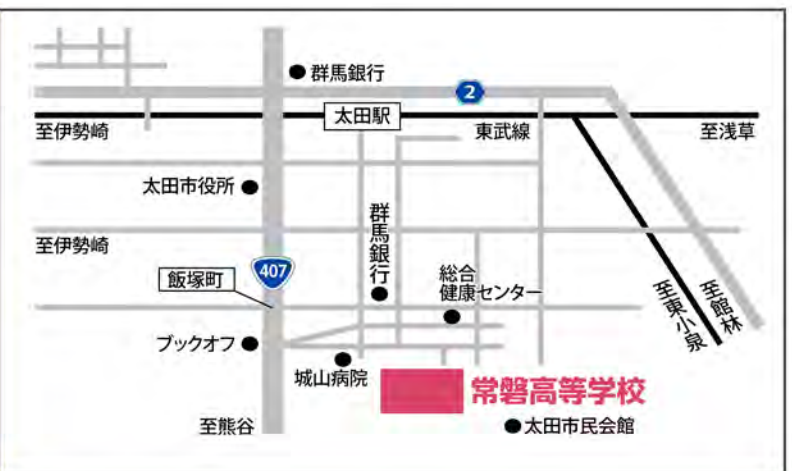 群馬銀行
2
太田駅
至伊勢崎
東武線
至浅草
太田市役所
群馬銀行
至伊勢崎
407
飯塚町
総合
健康センター
至東小泉
至館林
ブックオフ
城山病院
常磐高等学校
至熊谷
太田市民会館